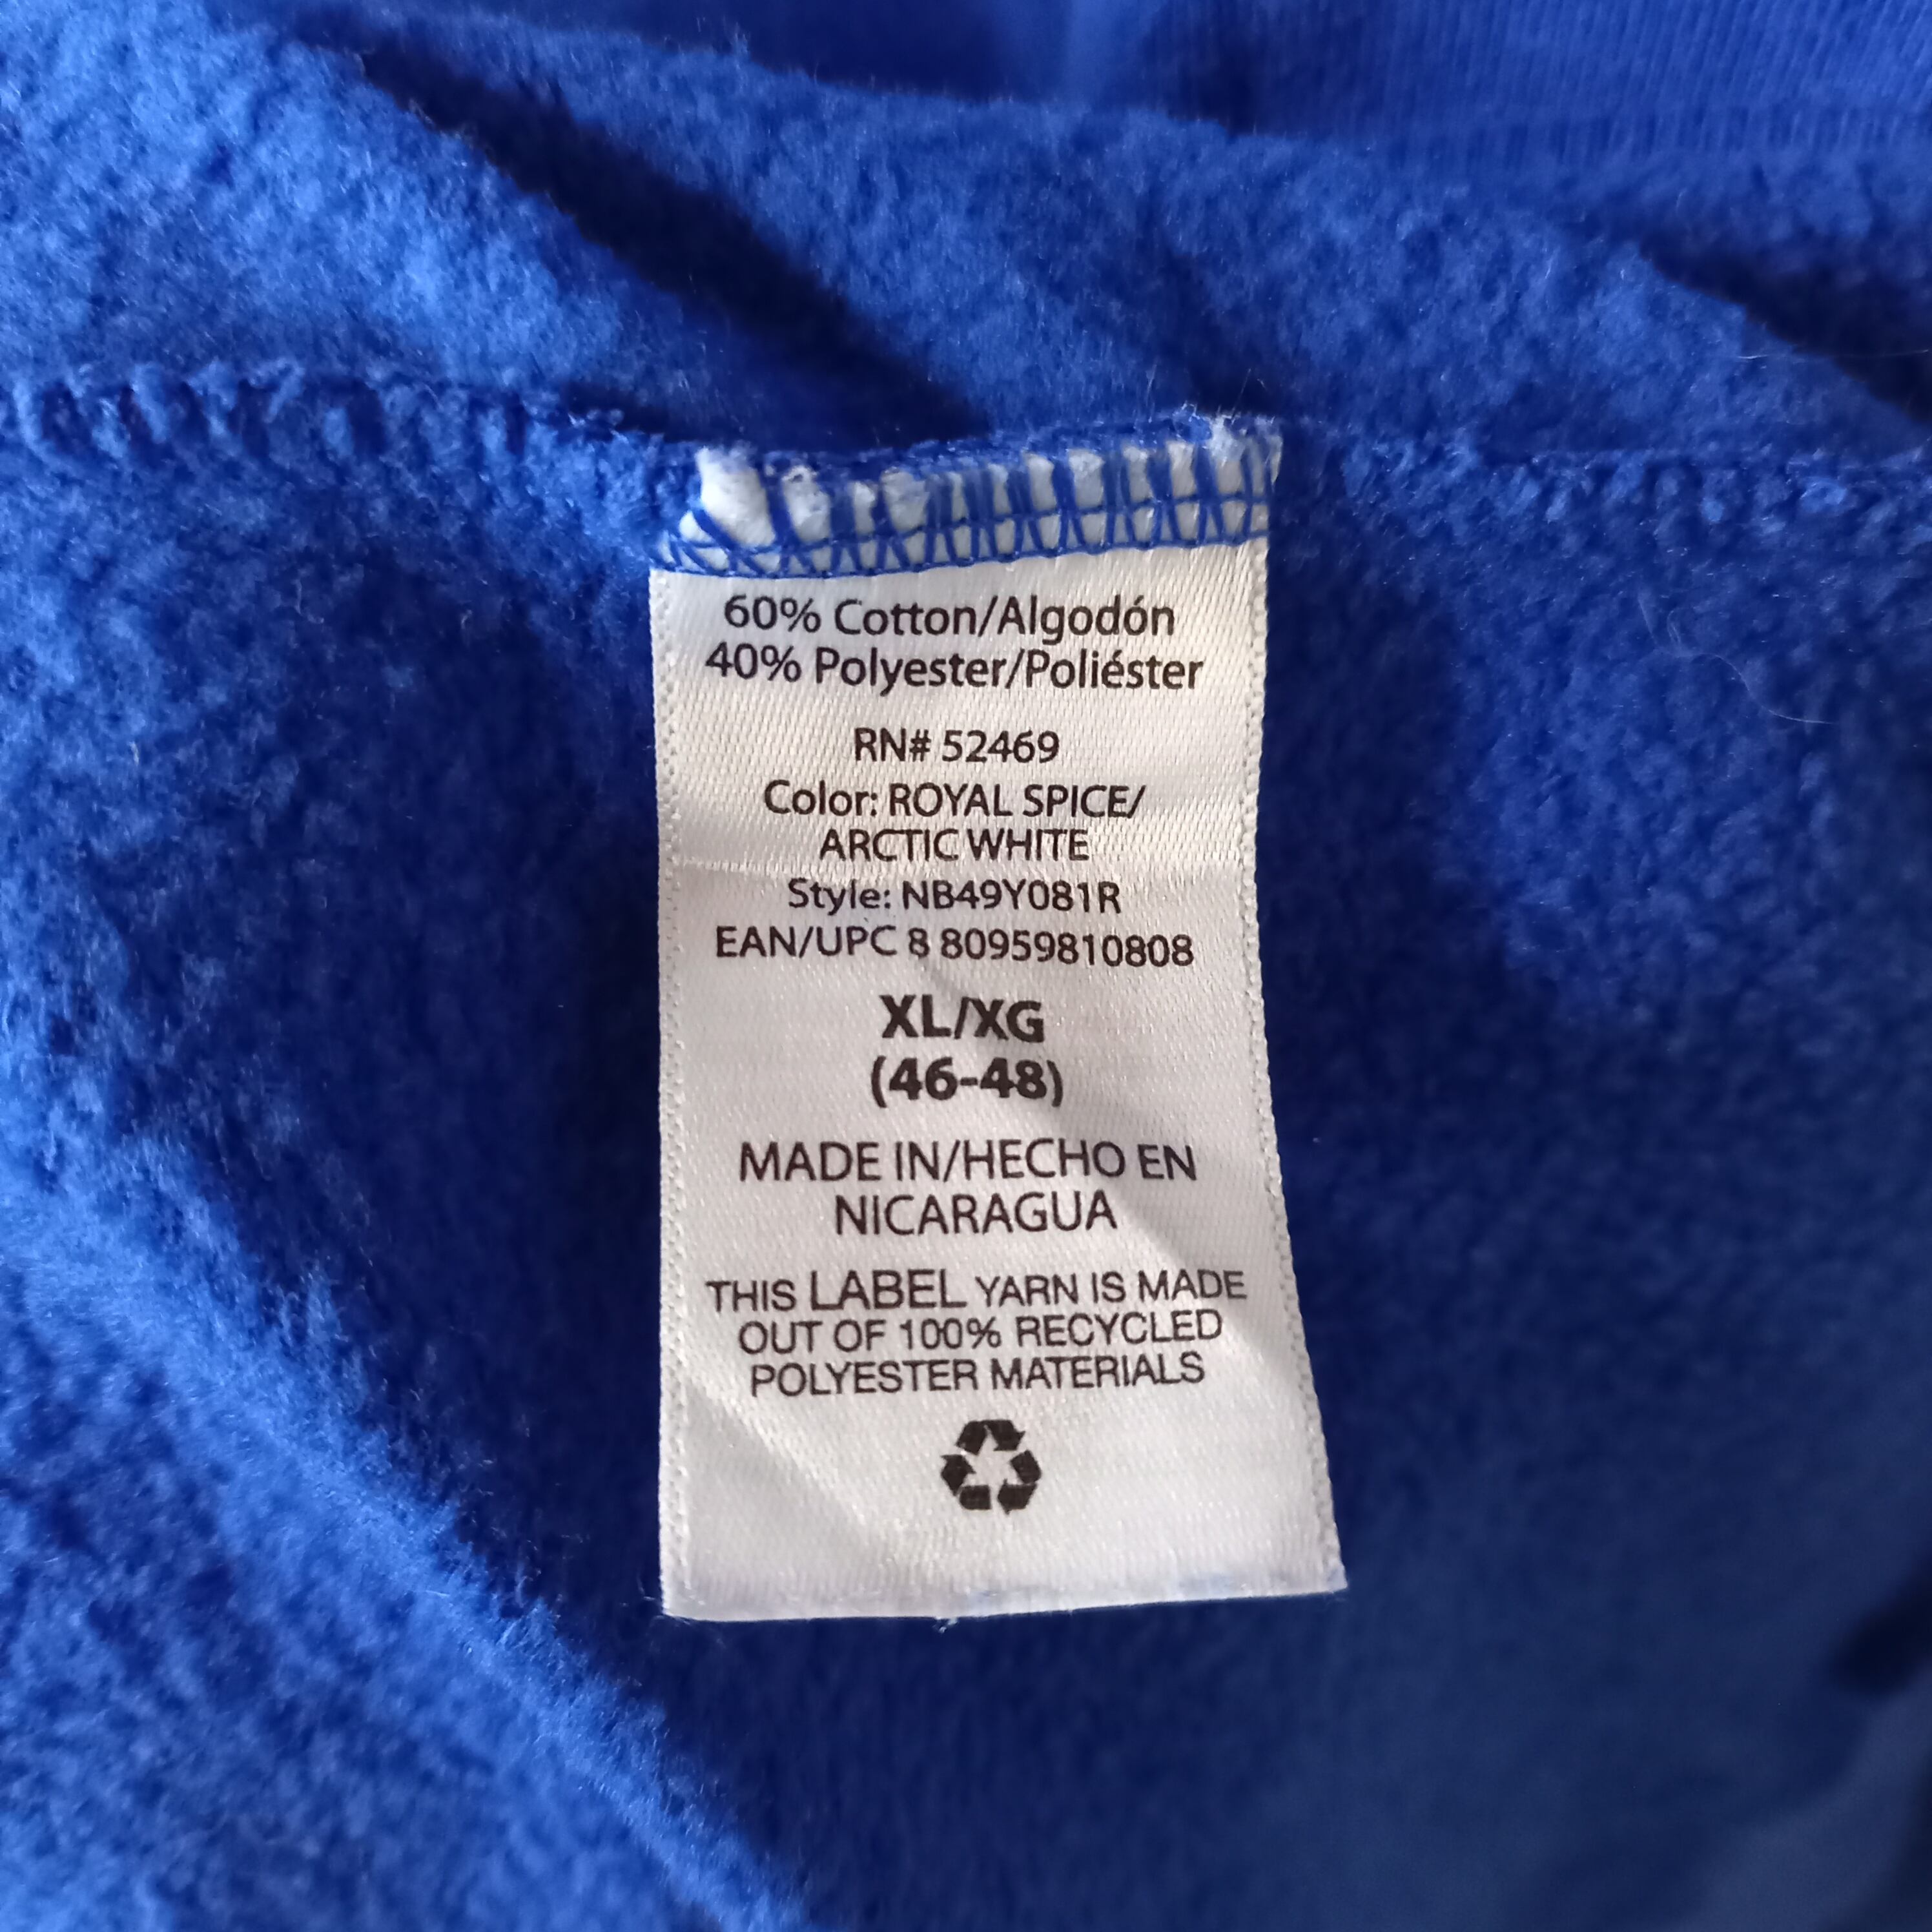 60% Cotton/Algodón
40% Polyester/Poliéster
RN# 52469
Color: ROYAL SPICE/
ARCTIC WHITE
Style: NB49Y081R
EAN/UPC 8 80959810808
XL/XG
(46-48)
MADE IN/HECHO EN
NICARAGUA
THIS LABEL YARN IS MADE
OUT OF 100% RECYCLED
POLYESTER MATERIALS